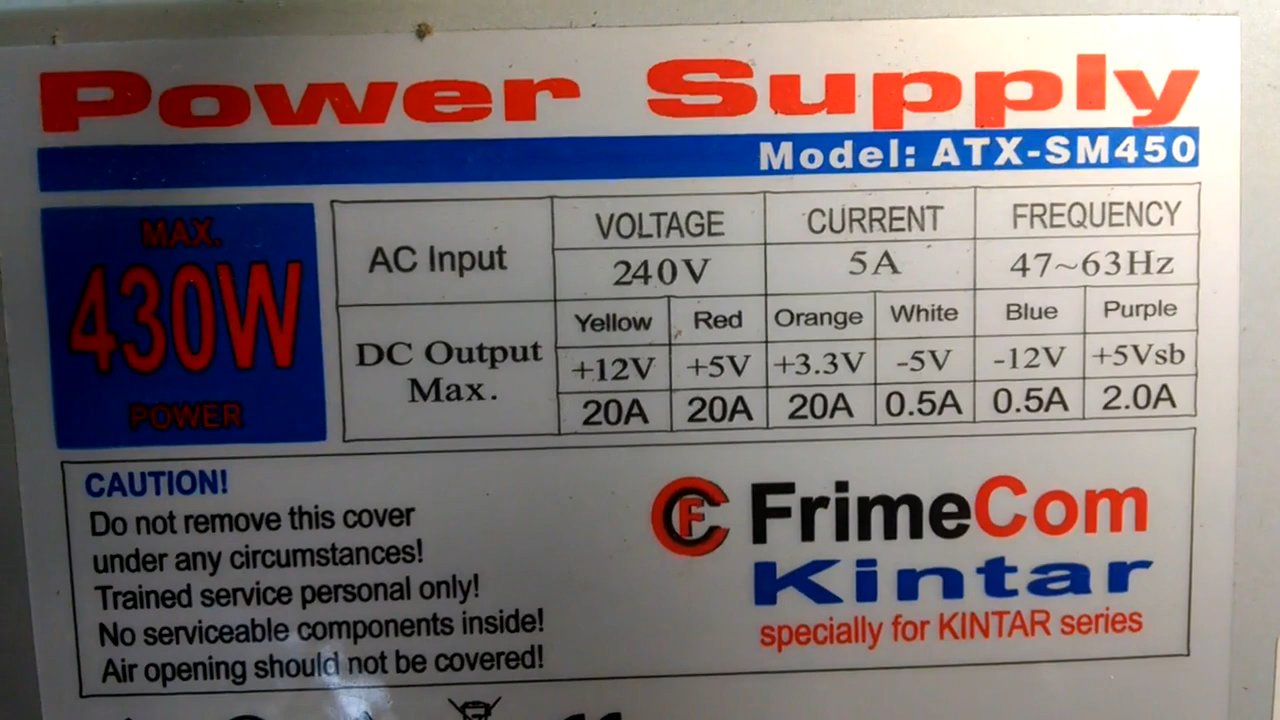 Power Supply
Model: ATX-SM450
MAX.
430W
POWER
AC Input
VOLTAGE CURRENT FREQUENCY
240V 5A 47~63Hz
DC Output
Max.
Yellow Red Orange White Blue Purple
+12V +5V +3.3V -5V -12V +5Vsb
20A 20A 20A 0.5A 0.5A 2.0A
CAUTION!
Do not remove this cover
under any circumstances!
Trained service personal only!
No serviceable components inside!
Air opening should not be covered!
FC FrimeCom
Kintar
specially for KINTAR series